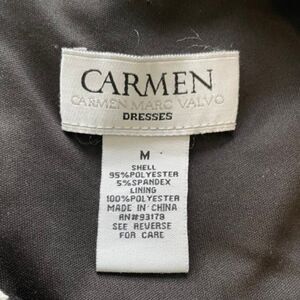 CARMEN
CARMEN MARC VALVO
DRESSES
M
SHELL
95%POLYESTER
5%SPANDEX
LINING
100%POLYESTER
MADE IN CHINA
RN#93178
SEE REVERSE
FOR CARE